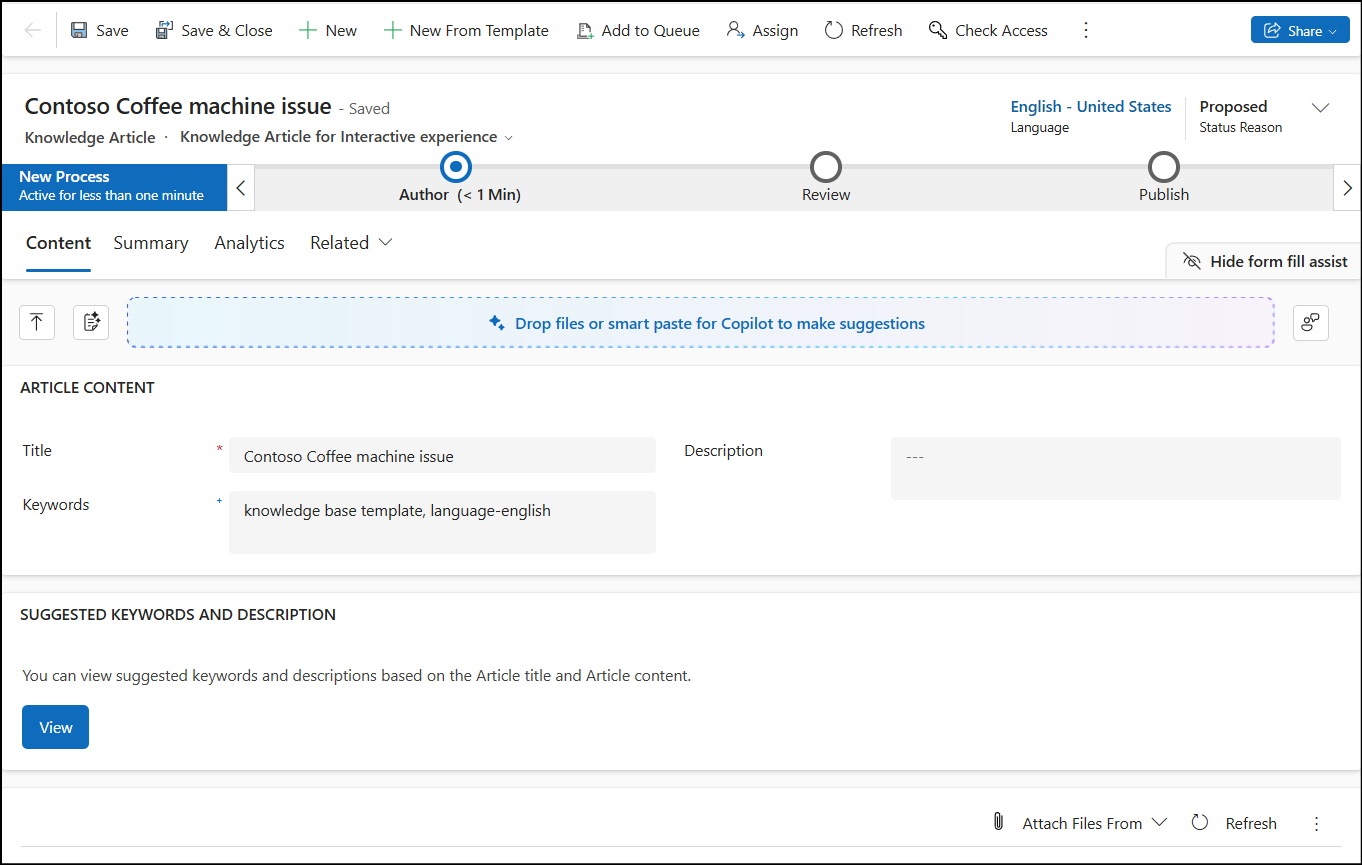 Save Save & Close New New From Template Add to Queue Assign Refresh Check Access Share
Contoso Coffee machine issue - Saved
Knowledge Article · Knowledge Article for Interactive experience
English - United States
Language
Proposed
Status Reason
New Process
Active for less than one minute
Author (< 1 Min)
Review
Publish
Content Summary Analytics Related
Hide form fill assist
Drop files or smart paste for Copilot to make suggestions
ARTICLE CONTENT
Title * Contoso Coffee machine issue
Description ---
Keywords + knowledge base template, language-english
SUGGESTED KEYWORDS AND DESCRIPTION
You can view suggested keywords and descriptions based on the Article title and Article content.
View
Attach Files From Refresh